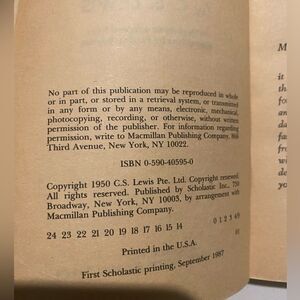 No part of this publication may be reproduced in whole
or in part, or stored in a retrieval system, or transmitted
in any form or by any means, electronic, mechanical,
photocopying, recording, or otherwise, without written
permission of the publisher. For information regarding
permission, write to Macmillan Publishing Company, 866
Third Avenue, New York, NY 10022.
ISBN 0-590-40595-0
Copyright 1950 C.S. Lewis Pte. Ltd. Copyright renewed.
All rights reserved. Published by Scholastic Inc., 730
Broadway, New York, NY 10003, by arrangement with
Macmillan Publishing Company.
24 23 22 21 20 19 18 17 16 15 14
Printed in the U.S.A.
First Scholastic printing, September 1987
M
it